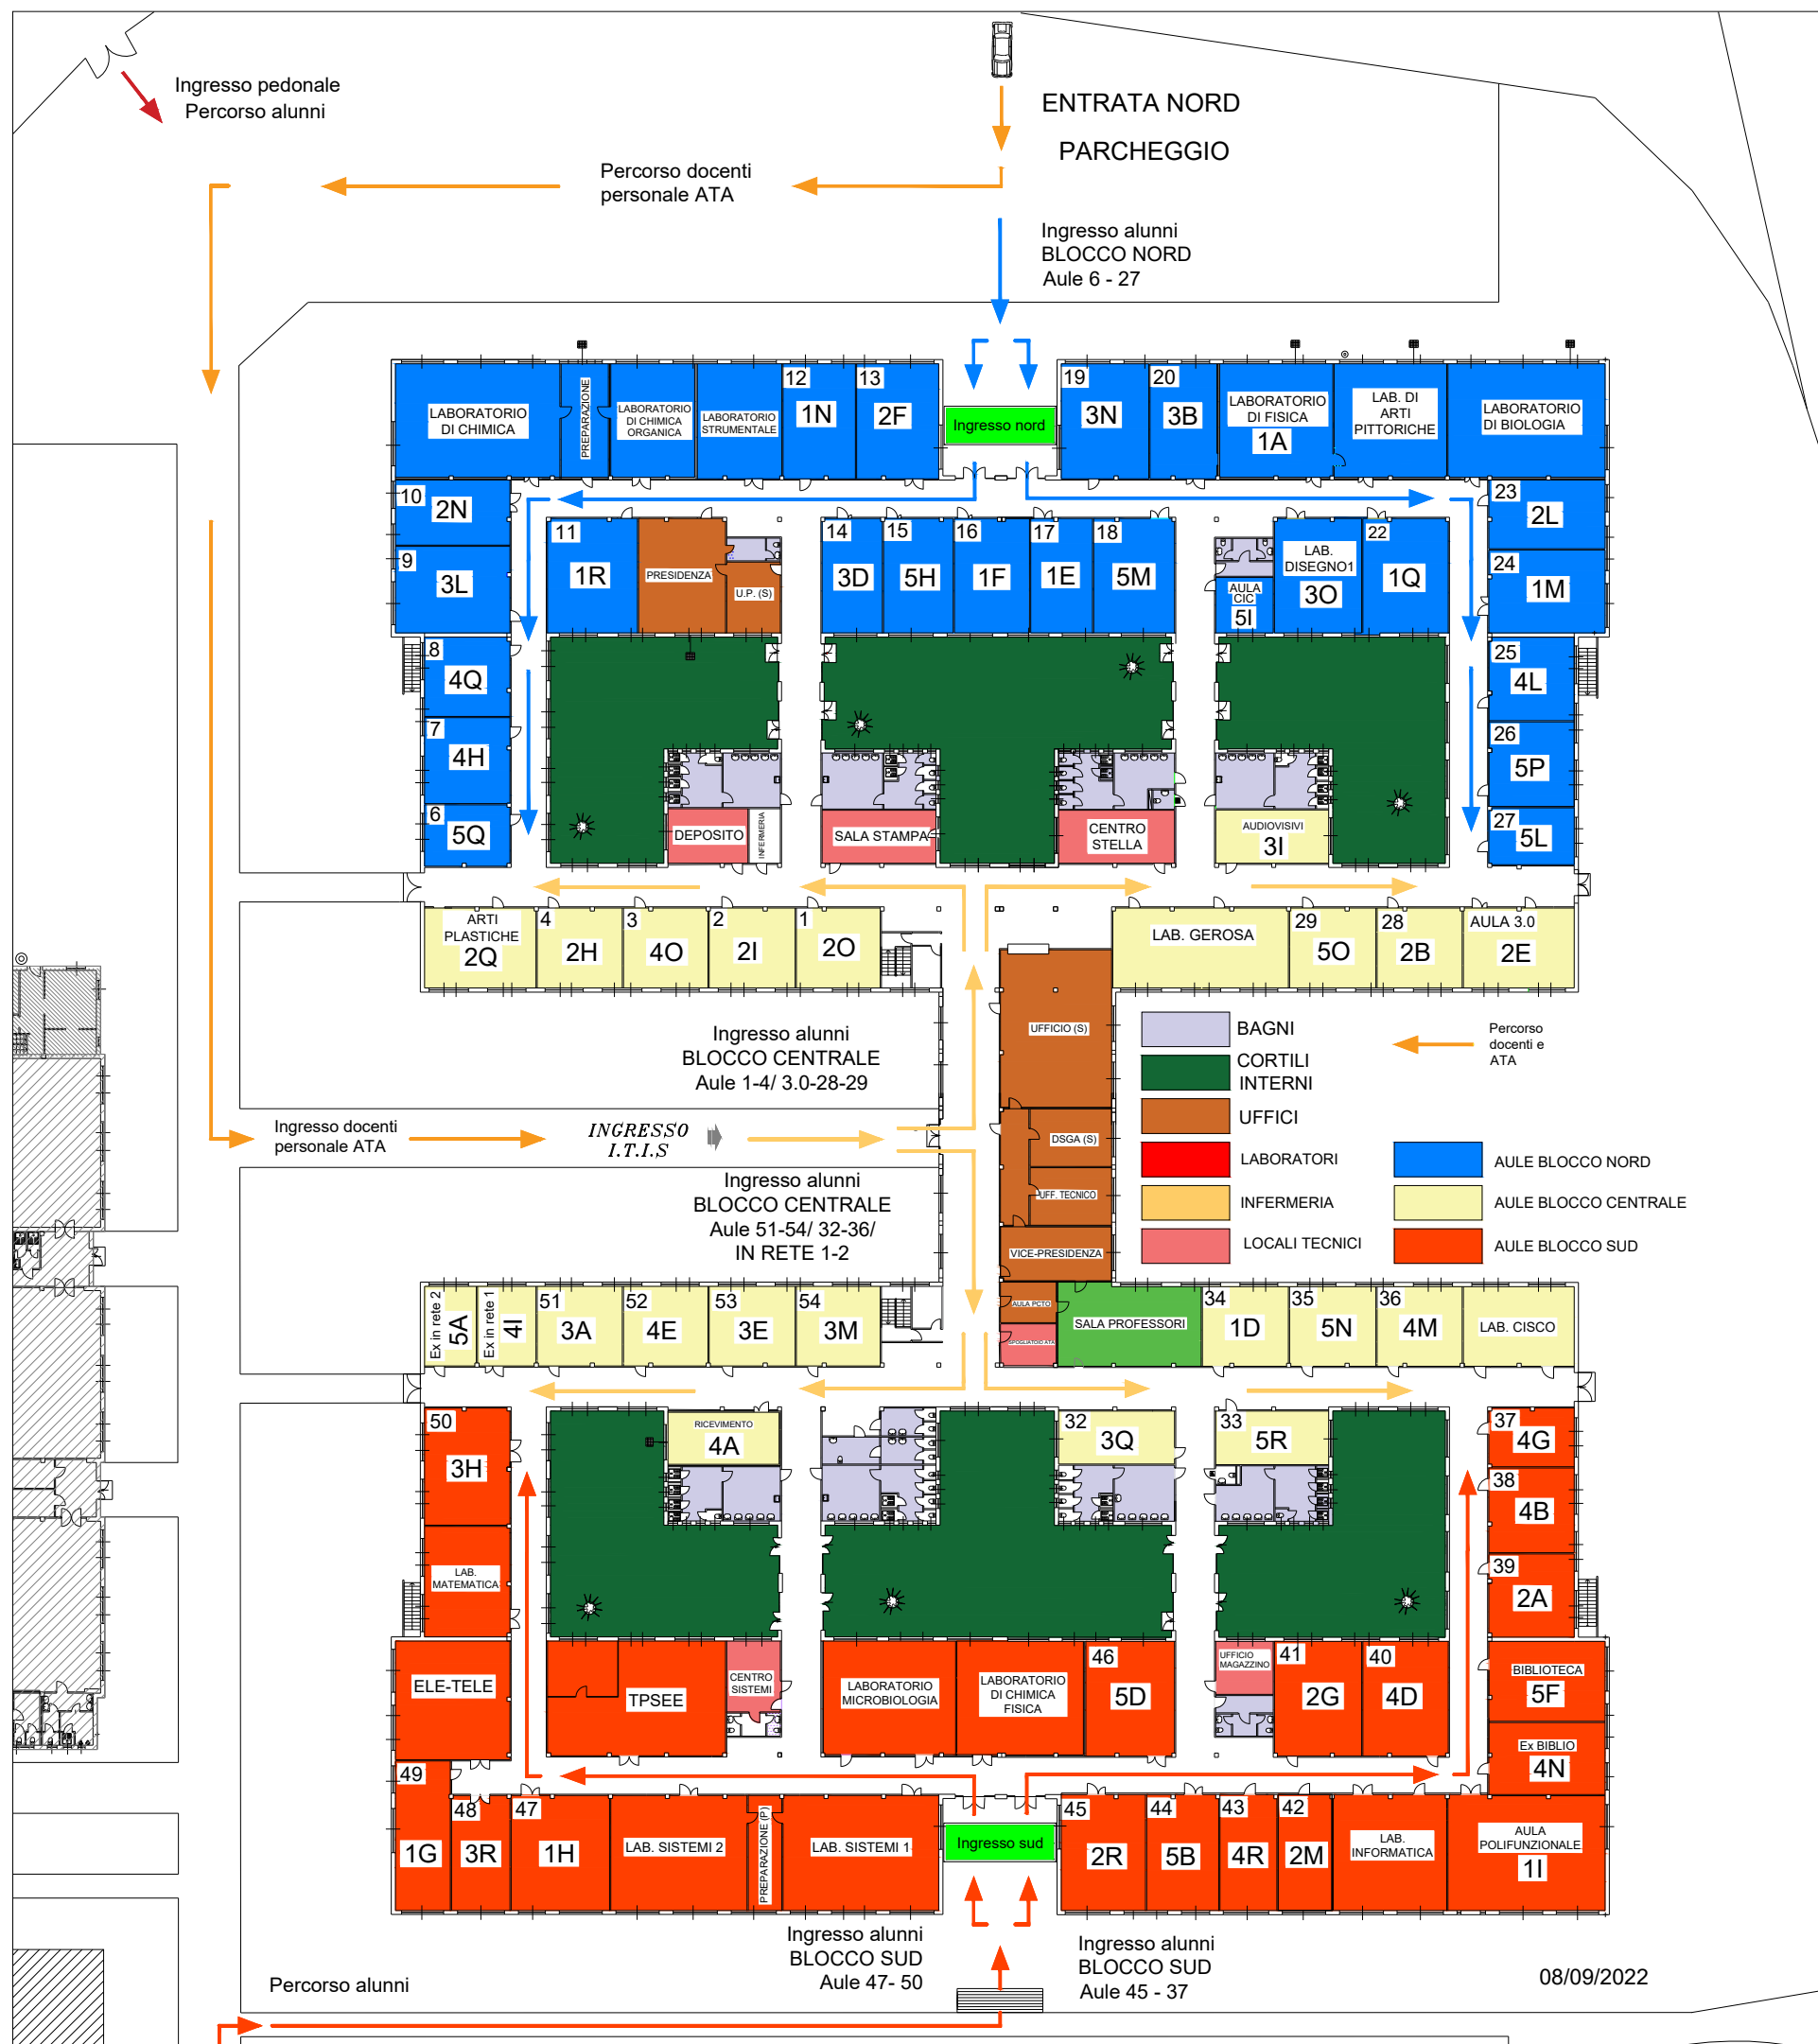 Ingresso pedonale
Percorso alunni
ENTRATA NORD
PARCHEGGIO
Percorso docenti
personale ATA
Ingresso alunni
BLOCCO NORD
Aule 6 - 27
LABORATORIO
DI CHIMICA
PREPARAZIONE
LABORATORIO
DI CHIMICA
ORGANICA
LABORATORIO
STRUMENTALE
12
1N
13
2F
Ingresso nord
19
3N
20
3B
LABORATORIO
DI FISICA
1A
LAB. DI
ARTI
PITTORICHE
LABORATORIO
DI BIOLOGIA
10
2N
9
3L
11
1R
PRESIDENZA
U.P. (S)
14
3D
15
5H
16
1F
17
1E
18
5M
AULA
CIC
5I
LAB.
DISEGNO1
3O
22
1Q
23
2L
24
1M
8
4Q
7
4H
6
5Q
25
4L
26
5P
27
5L
DEPOSITO
INFERMERIA
SALA STAMPA
CENTRO
STELLA
AUDIOVISIVI
3I
ARTI
PLASTICHE
2Q
4
2H
3
4O
2
2I
1
2O
LAB. GEROSA
29
5O
28
2B
AULA 3.0
2E
Ingresso alunni
BLOCCO CENTRALE
Aule 1-4/ 3.0-28-29
UFFICIO (S)
BAGNI
CORTILI
INTERNI
UFFICI
LABORATORI
INFERMERIA
LOCALI TECNICI
Percorso
docenti e
ATA
AULE BLOCCO NORD
AULE BLOCCO CENTRALE
AULE BLOCCO SUD
Ingresso docenti
personale ATA
INGRESSO
I.T.I.S
DSGA (S)
UFF. TECNICO
VICE-PRESIDENZA
Ingresso alunni
BLOCCO CENTRALE
Aule 51-54/ 32-36/
IN RETE 1-2
Ex in rete 2
5A
Ex in rete 1
4I
51
3A
52
4E
53
3E
54
3M
AULA PCTO
SPOGLIATOIO ATA
SALA PROFESSORI
34
1D
35
5N
36
4M
LAB. CISCO
50
3H
RICEVIMENTO
4A
32
3Q
33
5R
37
4G
38
4B
39
2A
LAB.
MATEMATICA
ELE-TELE
TPSEE
CENTRO
SISTEMI
LABORATORIO
MICROBIOLOGIA
LABORATORIO
DI CHIMICA
FISICA
46
5D
UFFICIO
MAGAZZINO
41
2G
40
4D
BIBLIOTECA
5F
Ex BIBLIO
4N
49
1G
48
3R
47
1H
LAB. SISTEMI 2
PREPARAZIONE (P)
LAB. SISTEMI 1
Ingresso sud
45
2R
44
5B
43
4R
42
2M
LAB.
INFORMATICA
AULA
POLIFUNZIONALE
1I
Ingresso alunni
BLOCCO SUD
Aule 47- 50
Ingresso alunni
BLOCCO SUD
Aule 45 - 37
Percorso alunni
08/09/2022